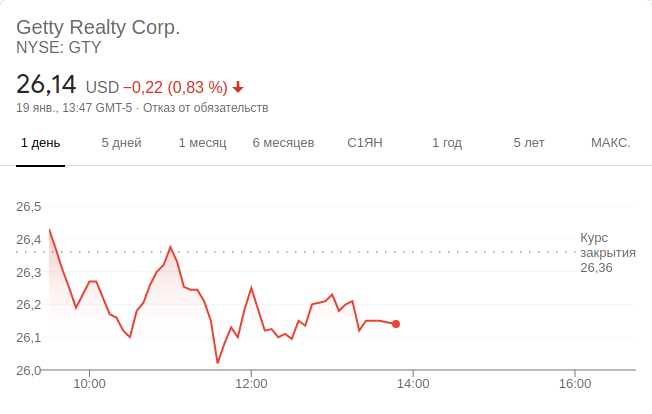 Getty Realty Corp.
NYSE: GTY
26,14 USD −0,22 (0,83 %)
19 янв., 13:47 GMT-5 · Отказ от обязательств
1 день 5 дней 1 месяц 6 месяцев С1ЯН 1 год 5 лет МАКС.
26,5
26,4
26,3
26,2
26,1
26,0
Курс
закрытия
26,36
10:00 12:00 14:00 16:00